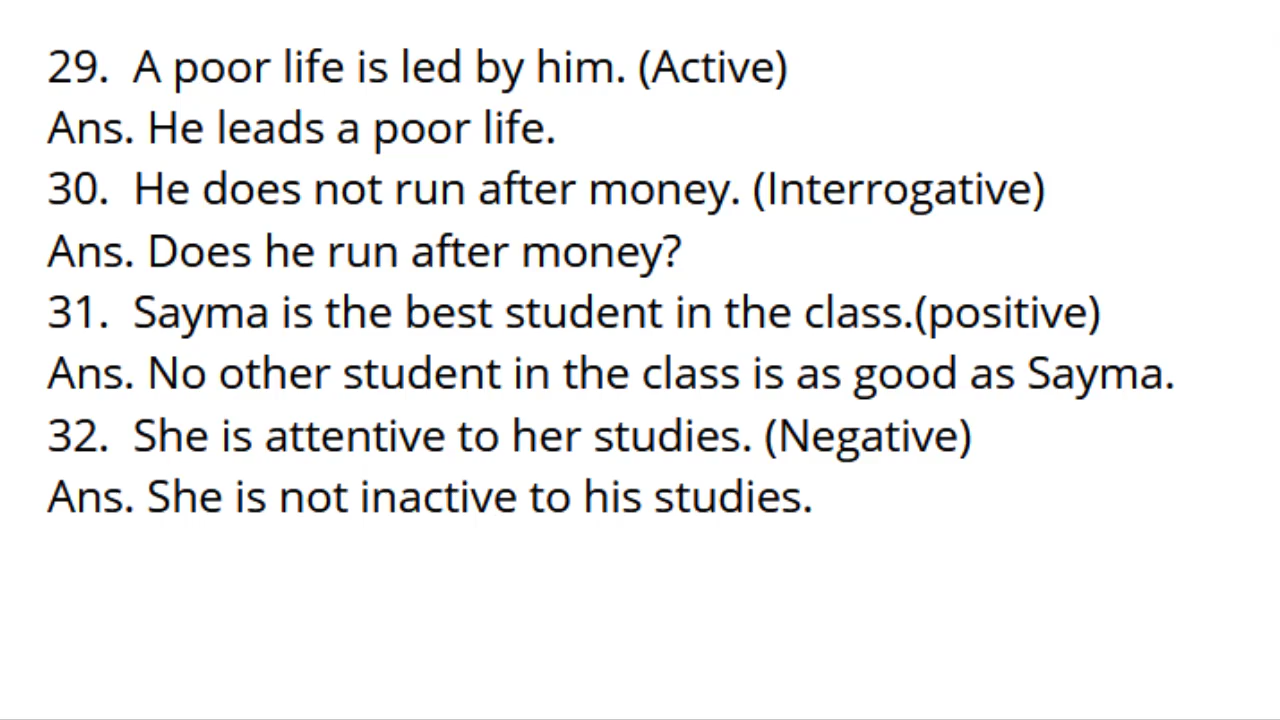 29. A poor life is led by him. (Active)
Ans. He leads a poor life.
30. He does not run after money. (Interrogative)
Ans. Does he run after money?
31. Sayma is the best student in the class.(positive)
Ans. No other student in the class is as good as Sayma.
32. She is attentive to her studies. (Negative)
Ans. She is not inactive to his studies.